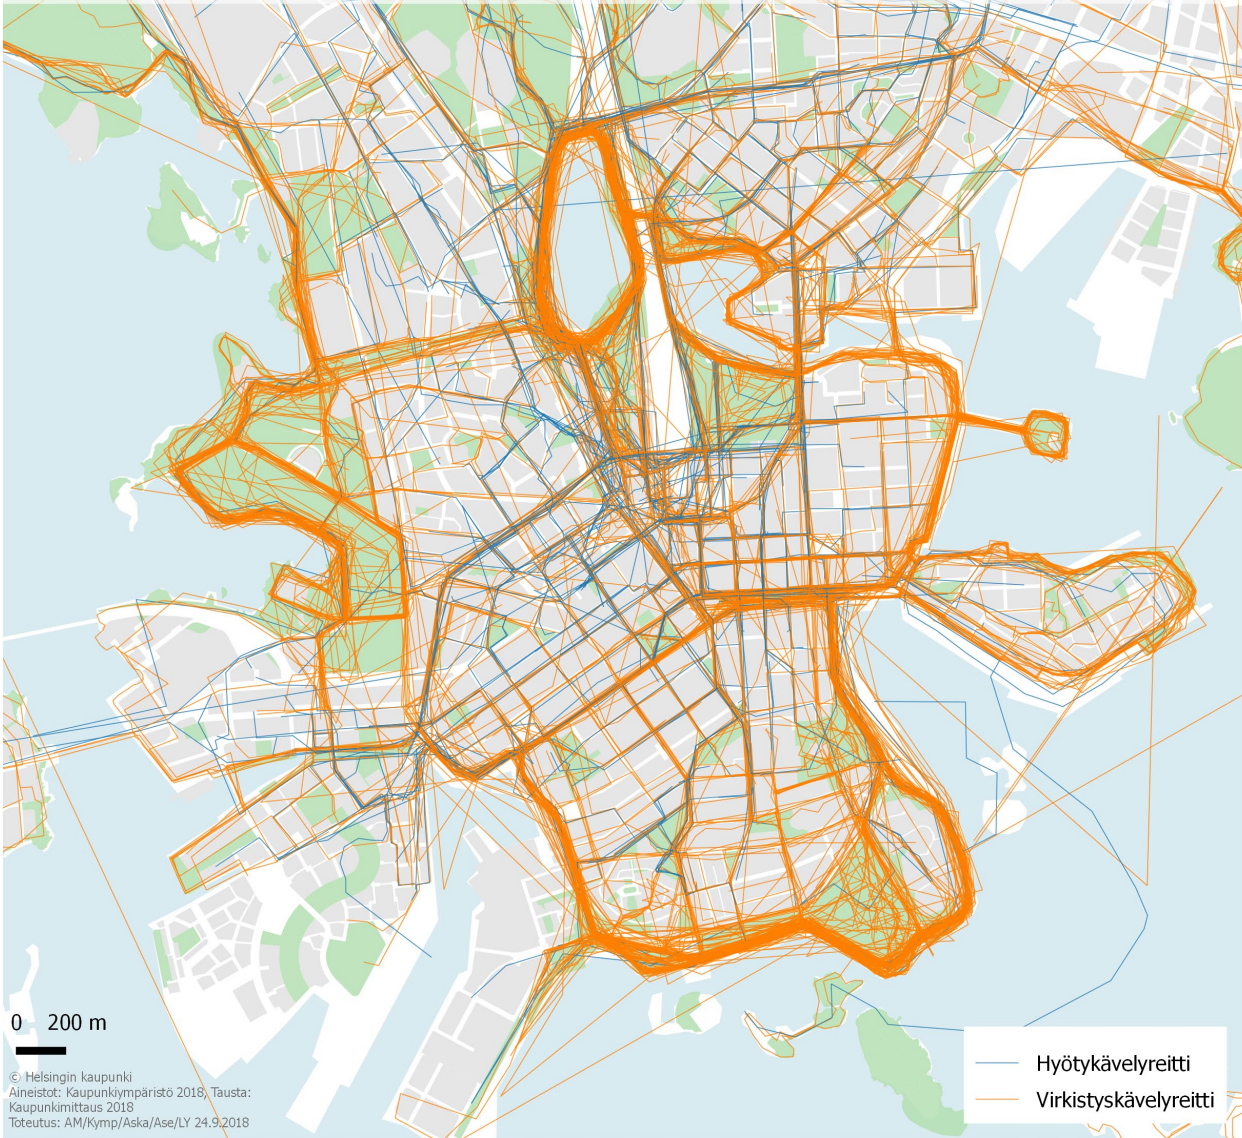 0 200 m
© Helsingin kaupunki
Aineistot: Kaupunkiympäristö 2018, Tausta:
Kaupunkimittaus 2018
Toteutus: AM/Kymp/Aska/Ase/LY 24.9.2018
Hyötykävelyreitti
Virkistyskävelyreitti